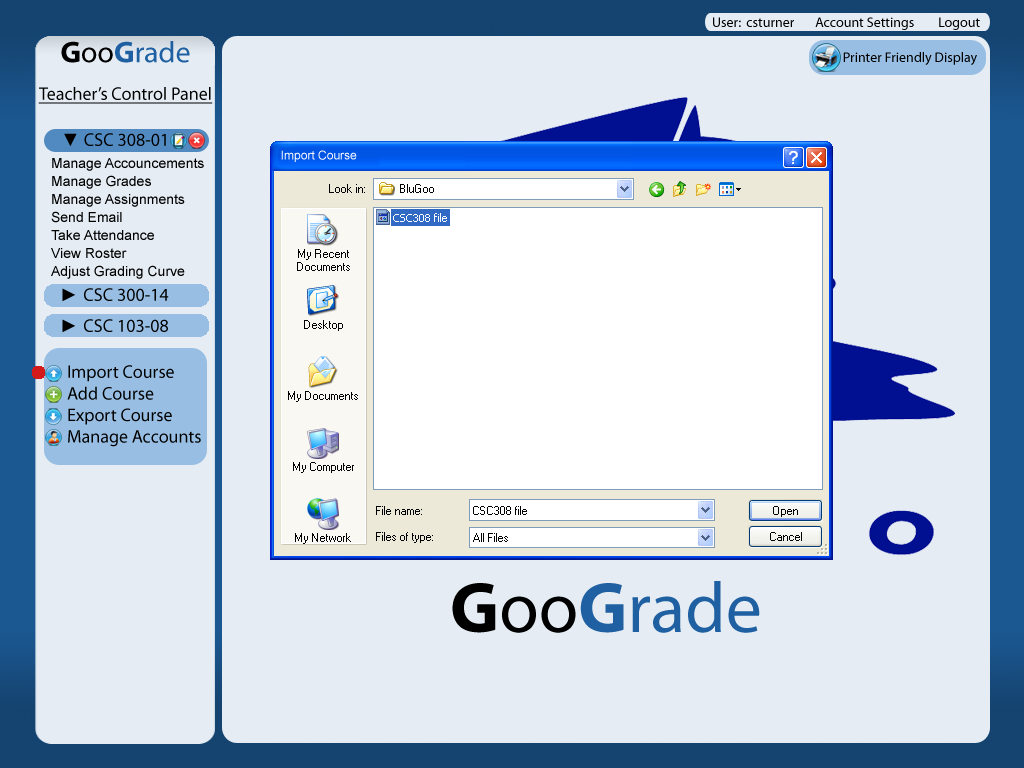 User: csturner Account Settings Logout
GooGrade
Printer Friendly Display
Teacher's Control Panel
CSC 308-01
Manage Accouncements
Manage Grades
Manage Assignments
Send Email
Take Attendance
View Roster
Adjust Grading Curve
CSC 300-14
CSC 103-08
Import Course
Add Course
Export Course
Manage Accounts
Import Course
Look in: BluGoo
CSC308 file
My Recent
Documents
Desktop
My Documents
My Computer
My Network
File name: CSC308 file Open
Files of type: All Files Cancel
GooGrade